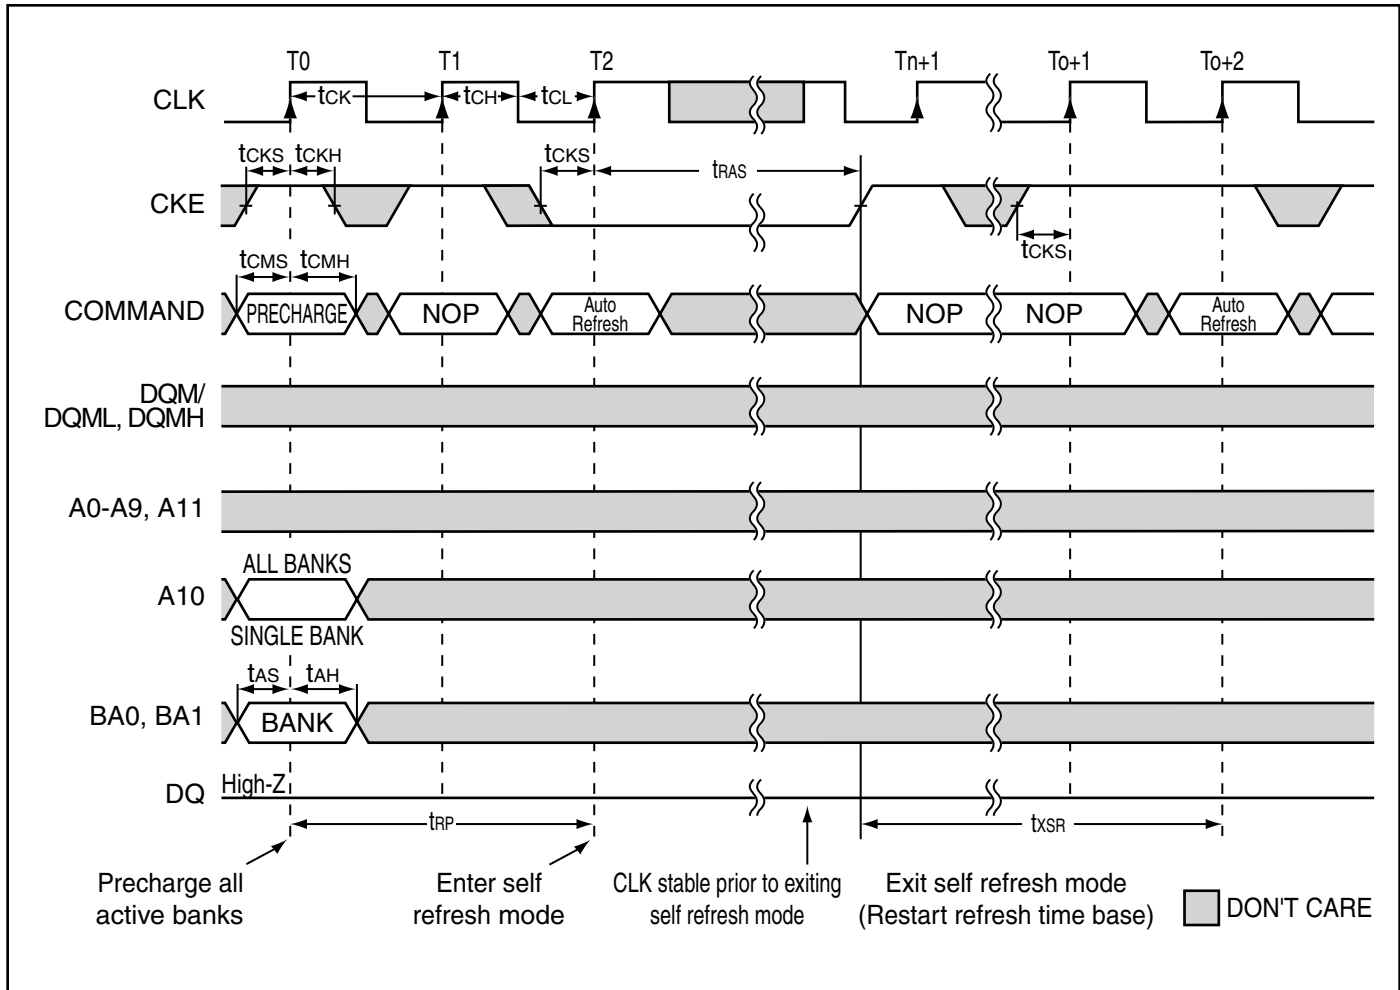 T0 T1 T2 Tn+1 To+1 To+2
CLK tCK tCH tCL
tCKS tCKH tCKS tRAS
CKE
tCKS
tCMS tCMH
COMMAND PRECHARGE NOP Auto Refresh NOP NOP Auto Refresh
DQM/
DQML, DQMH
A0-A9, A11
ALL BANKS
A10
SINGLE BANK
tAS tAH
BA0, BA1 BANK
DQ High-Z
tRP tXSR
Precharge all
active banks
Enter self
refresh mode
CLK stable prior to exiting
self refresh mode
Exit self refresh mode
(Restart refresh time base)
DON'T CARE